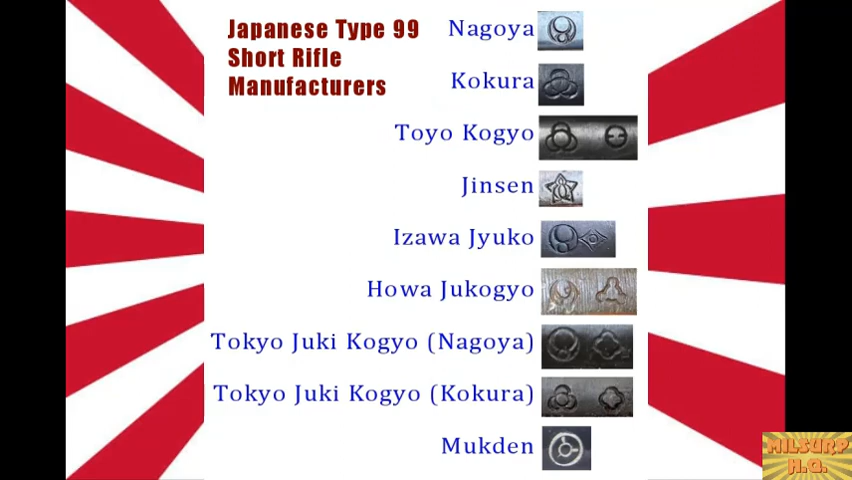 Japanese Type 99
Short Rifle
Manufacturers
Nagoya
Kokura
Toyo Kogyo
Jinsen
Izawa Jyuko
Howa Jukogyo
Tokyo Juki Kogyo (Nagoya)
Tokyo Juki Kogyo (Kokura)
Mukden
MILSURP
H.Q.